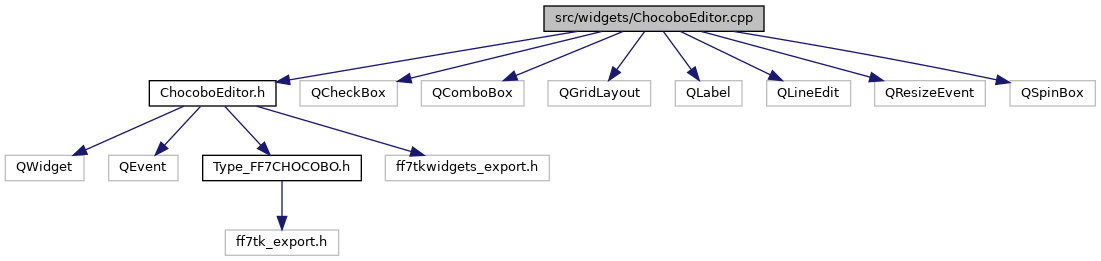 src/widgets/ChocoboEditor.cpp
ChocoboEditor.h
QCheckBox
QComboBox
QGridLayout
QLabel
QLineEdit
QResizeEvent
QSpinBox
QWidget
QEvent
Type_FF7CHOCOBO.h
ff7tkwidgets_export.h
ff7tk_export.h